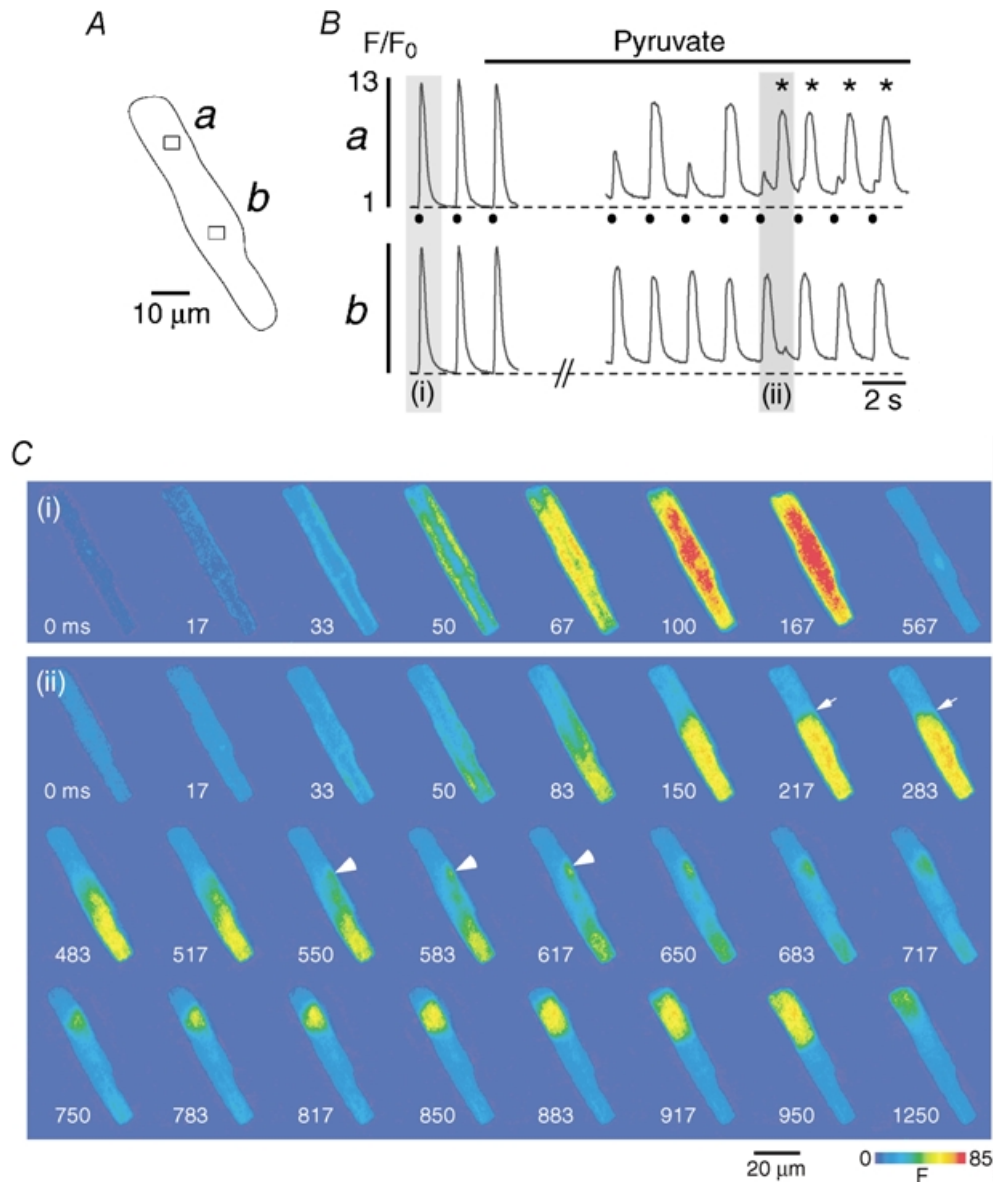 A
a
b
10 μm
B
F/F0
Pyruvate
13
a
1
* * * *
b
(i)
(ii)
2 s
C
(i)
0 ms 17 33 50 67 100 167 567
(ii)
0 ms 17 33 50 83 150 217 283
483 517 550 583 617 650 683 717
750 783 817 850 883 917 950 1250
20 μm
0 85
F